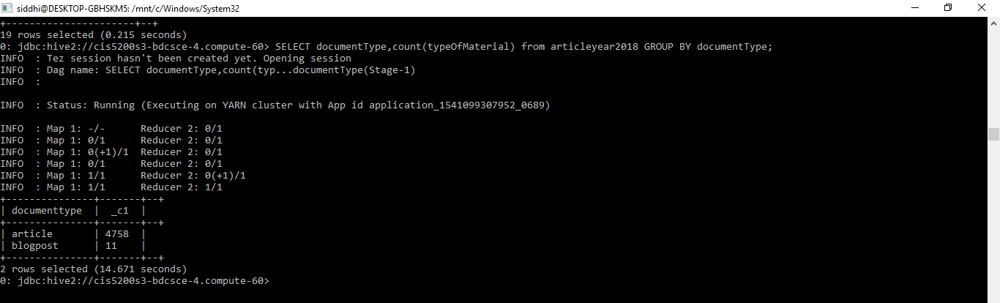 siddhi@DESKTOP-GBHSKM5: /mnt/c/Windows/System32
+----------------------+--+
19 rows selected (0.215 seconds)
0: jdbc:hive2://cis5200s3-bdcsce-4.compute-60> SELECT documentType,count(typeOfMaterial) from articleyear2018 GROUP BY documentType;
INFO  : Tez session hasn't been created yet. Opening session
INFO  : Dag name: SELECT documentType,count(typ...documentType(Stage-1)
INFO  :
INFO  : Status: Running (Executing on YARN cluster with App id application_1541099307952_0689)
INFO  : Map 1: -/-      Reducer 2: 0/1
INFO  : Map 1: 0/1      Reducer 2: 0/1
INFO  : Map 1: 0(+1)/1  Reducer 2: 0/1
INFO  : Map 1: 0/1      Reducer 2: 0/1
INFO  : Map 1: 1/1      Reducer 2: 0(+1)/1
INFO  : Map 1: 1/1      Reducer 2: 1/1
+---------------+-------+--+
| documenttype  |  _c1  |
+---------------+-------+--+
| article       | 4758  |
| blogpost      | 11    |
+---------------+-------+--+
2 rows selected (14.671 seconds)
0: jdbc:hive2://cis5200s3-bdcsce-4.compute-60>